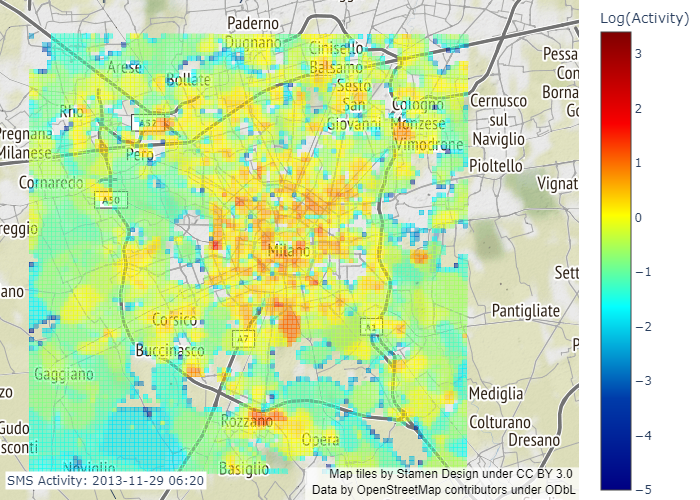 Log(Activity)
Paderno
Dugnano
Cinisello
Balsamo
Arese
Bollate
Sesto
San
Giovanni
Pessa
Con
Borna
Go
Rho
A52
Cologno
Monzese
Cernusco
sul
Naviglio
Pregnana
Milanese
Pero
Vimodrone
Pioltello
Cornaredo
Vignat
A50
reggio
Milano
Sett
ano
Pantigliate
Corsico
A7
A1
Buccinasco
P
Gaggiano
zo
Mediglia
Rozzano
Colturano
Gudo
sconti
Opera
Dresano
Noviglio
Basiglio
SMS Activity: 2013-11-29 06:20
Map tiles by Stamen Design under CC BY 3.0
Data by OpenStreetMap contributors under ODbL
3
2
1
0
−1
−2
−3
−4
−5